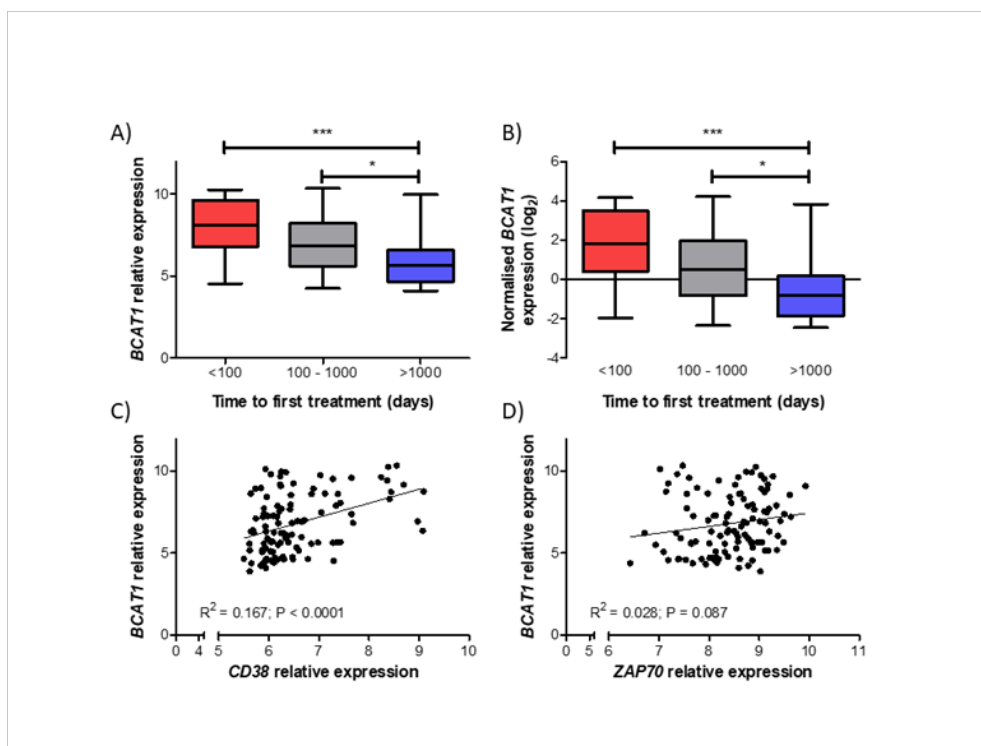 A)
***
*
BCAT1 relative expression
10
5
0
<100
100 - 1000
>1000
Time to first treatment (days)
B)
***
*
Normalised BCAT1
expression (log2)
6
4
2
0
-2
-4
<100
100 - 1000
>1000
Time to first treatment (days)
C)
BCAT1 relative expression
10
5
0
R² = 0.167; P < 0.0001
0 4 5 6 7 8 9 10
CD38 relative expression
D)
BCAT1 relative expression
10
5
0
R² = 0.028; P = 0.087
0 5 6 7 8 9 10 11
ZAP70 relative expression